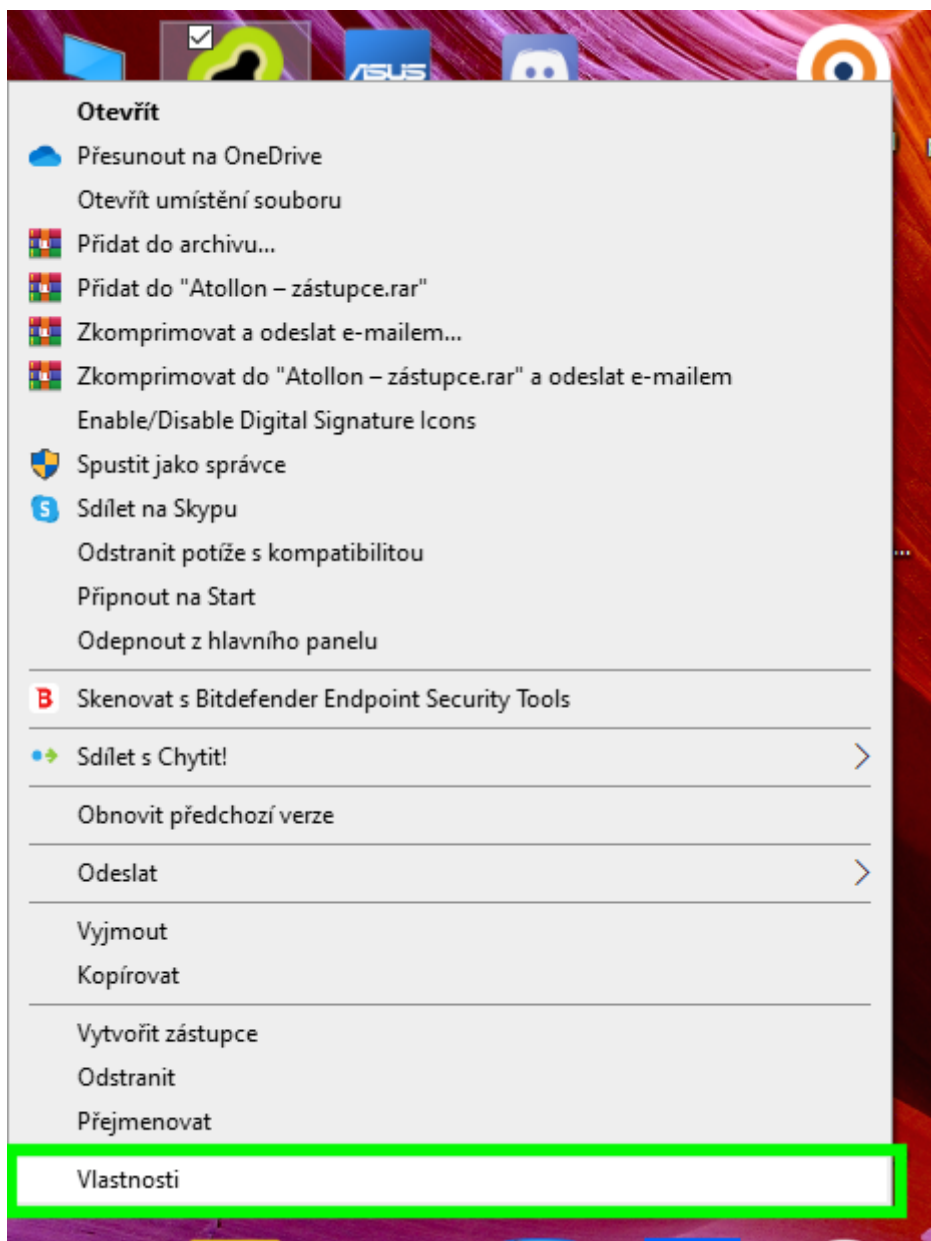 ASUS
Otevřít
Přesunout na OneDrive
Otevřít umístění souboru
Přidat do archivu...
Přidat do "Atollon – zástupce.rar"
Zkomprimovat a odeslat e-mailem...
Zkomprimovat do "Atollon – zástupce.rar" a odeslat e-mailem
Enable/Disable Digital Signature Icons
Spustit jako správce
Sdílet na Skypu
Odstranit potíže s kompatibilitou
Připnout na Start
Odepnout z hlavního panelu
Skenovat s Bitdefender Endpoint Security Tools
Sdílet s Chytit!
Obnovit předchozí verze
Odeslat
Vyjmout
Kopírovat
Vytvořit zástupce
Odstranit
Přejmenovat
Vlastnosti